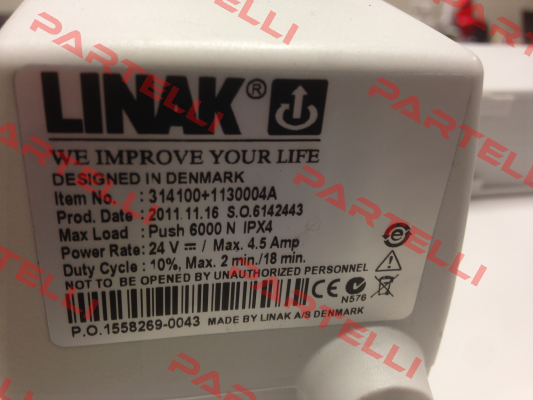 LINAK®
WE IMPROVE YOUR LIFE
DESIGNED IN DENMARK
Item No. : 314100+1130004A
Prod. Date : 2011.11.16 S.O.6142443
Max Load : Push 6000 N IPX4
Power Rate: 24 V ⎓ / Max. 4.5 Amp
Duty Cycle : 10%, Max. 2 min./18 min.
NOT TO BE OPENED BY UNAUTHORIZED PERSONNEL
CE
N576
P.O.1558269-0043 MADE BY LINAK A/S DENMARK
PARTELLI
PARTELLI
PARTELLI
PARTELLI
PARTELLI
PARTELLI